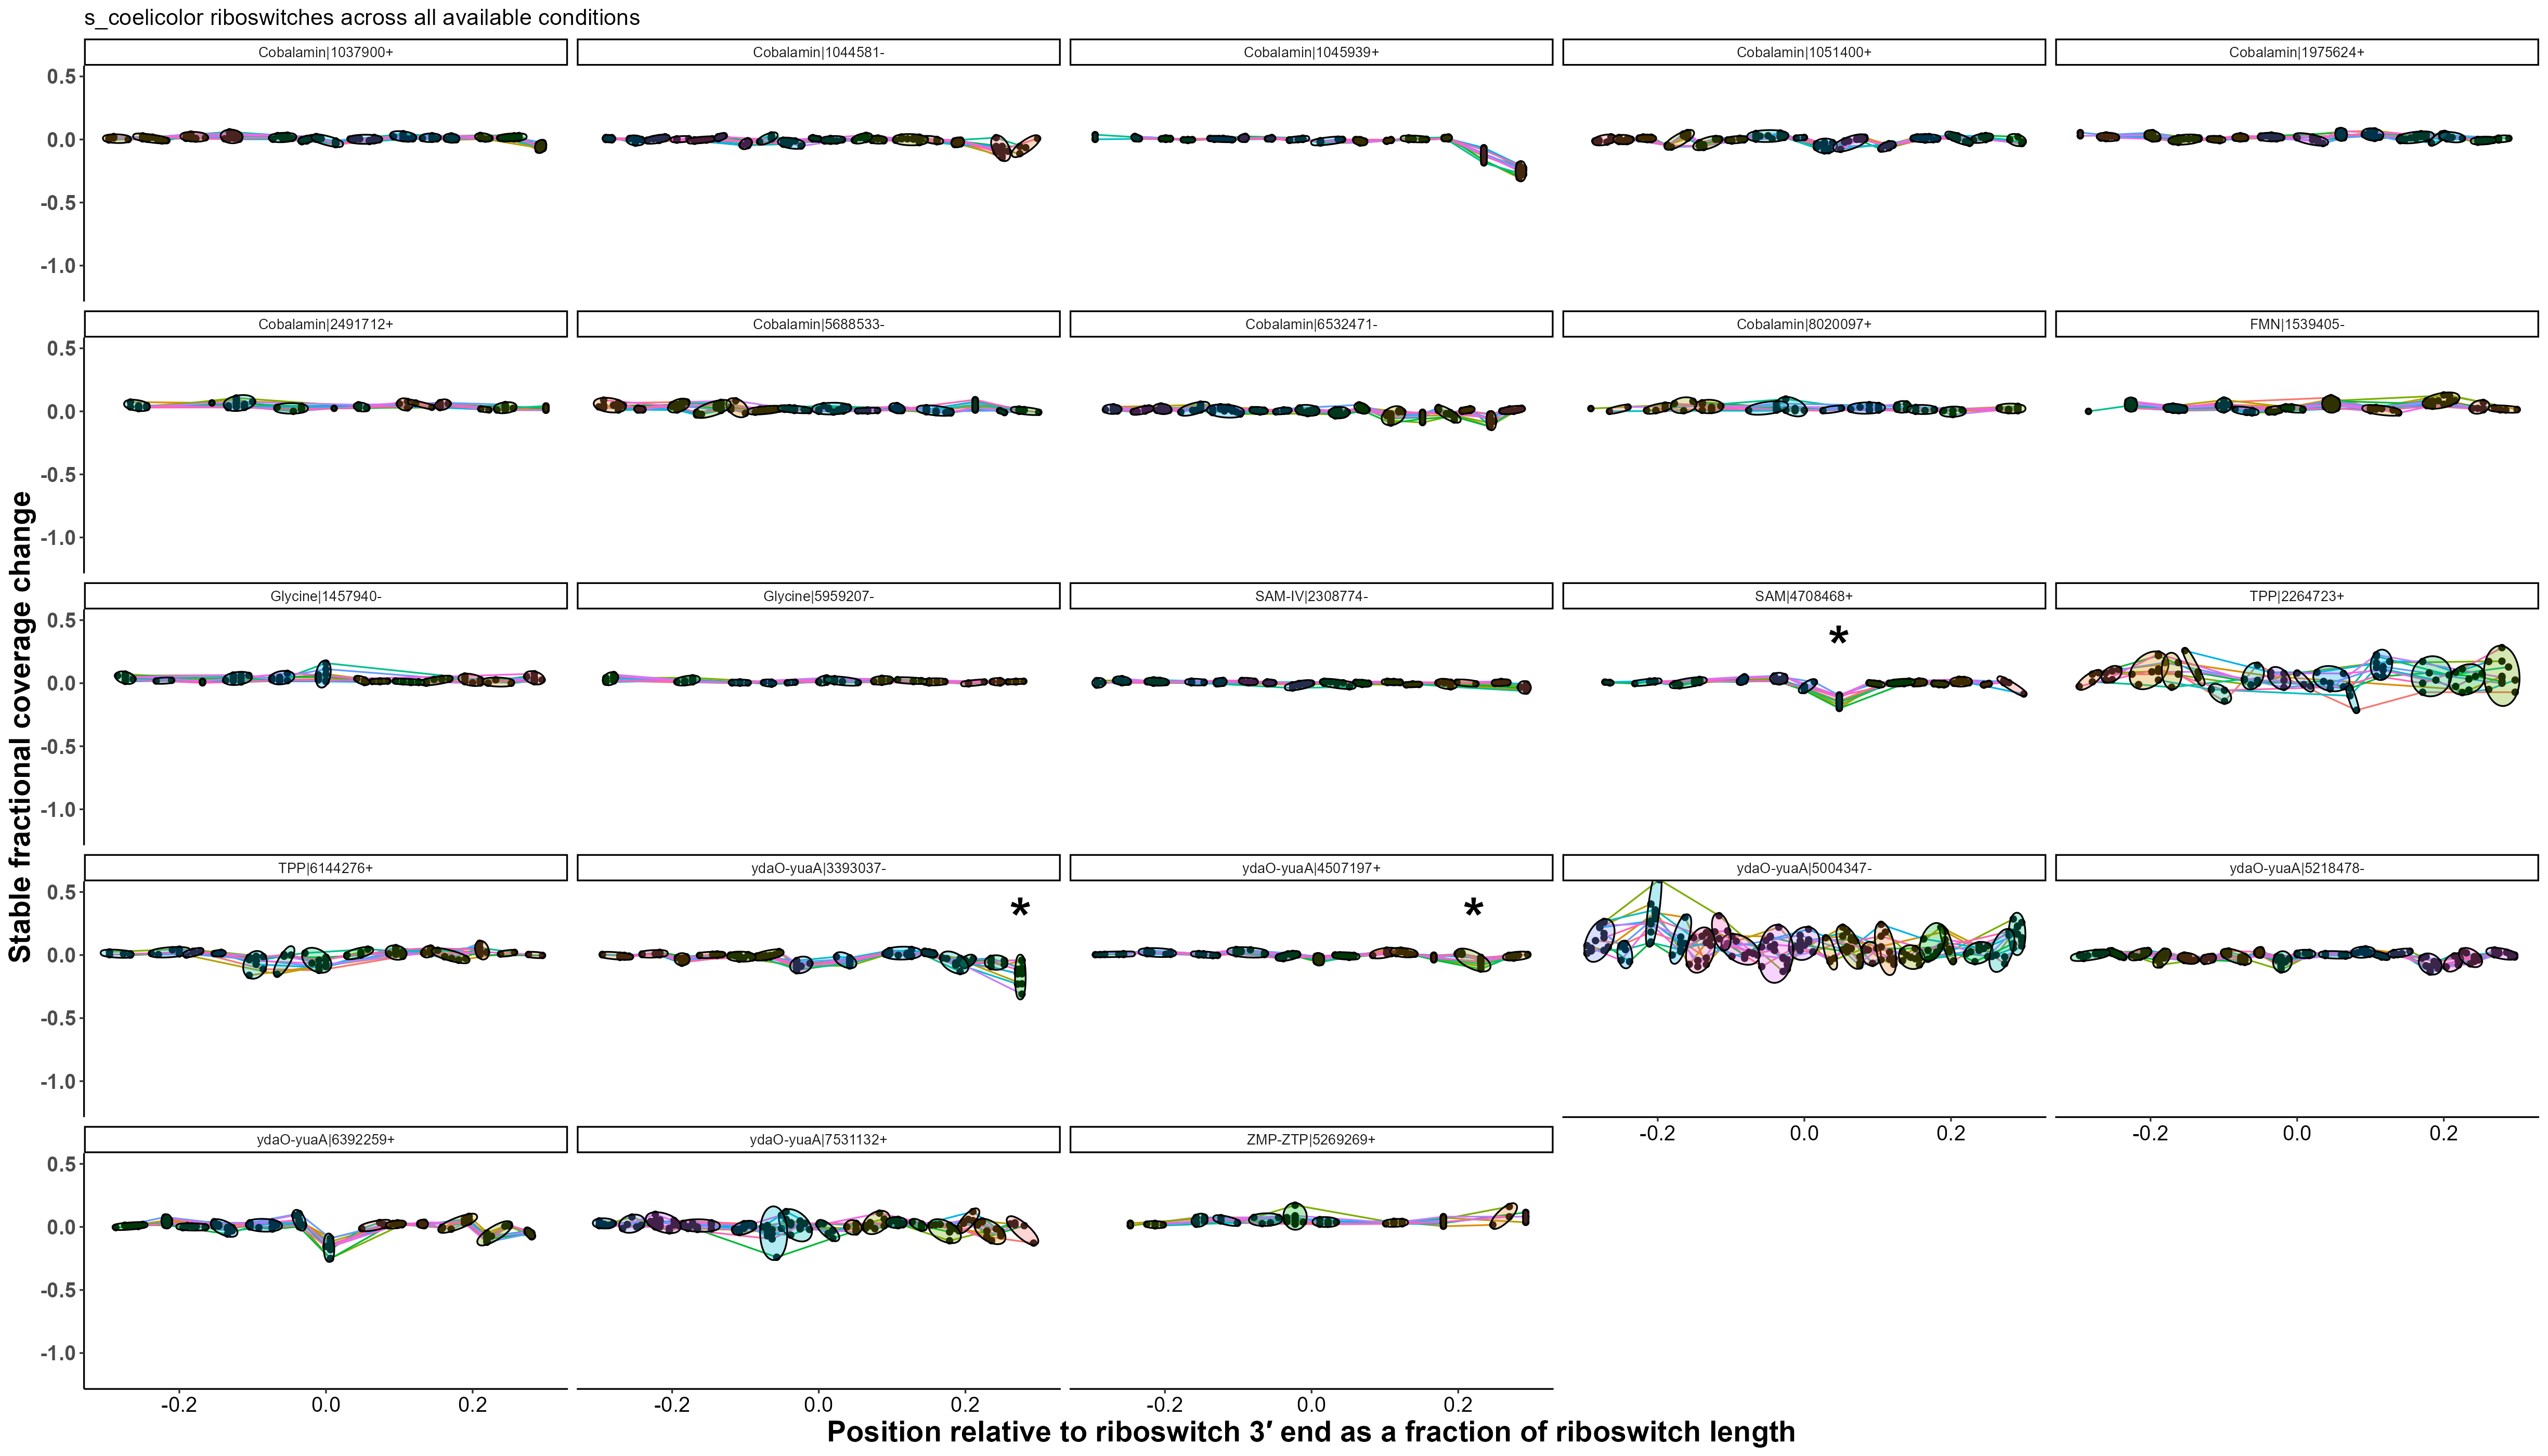 s_coelicolor riboswitches across all available conditions
Cobalamin|1037900+
Cobalamin|1044581-
Cobalamin|1045939+
Cobalamin|1051400+
Cobalamin|1975624+
0.5
0.0
-0.5
-1.0
Cobalamin|2491712+
Cobalamin|5688533-
Cobalamin|6532471-
Cobalamin|8020097+
FMN|1539405-
0.5
0.0
-0.5
-1.0
Glycine|1457940-
Glycine|5959207-
SAM-IV|2308774-
SAM|4708468+
TPP|2264723+
0.5
0.0
-0.5
-1.0
*
TPP|6144276+
ydaO-yuaA|3393037-
ydaO-yuaA|4507197+
ydaO-yuaA|5004347-
ydaO-yuaA|5218478-
0.5
0.0
-0.5
-1.0
*
*
-0.2 0.0 0.2
-0.2 0.0 0.2
ydaO-yuaA|6392259+
ydaO-yuaA|7531132+
ZMP-ZTP|5269269+
0.5
0.0
-0.5
-1.0
-0.2 0.0 0.2
-0.2 0.0 0.2
-0.2 0.0 0.2
Stable fractional coverage change
Position relative to riboswitch 3′ end as a fraction of riboswitch length